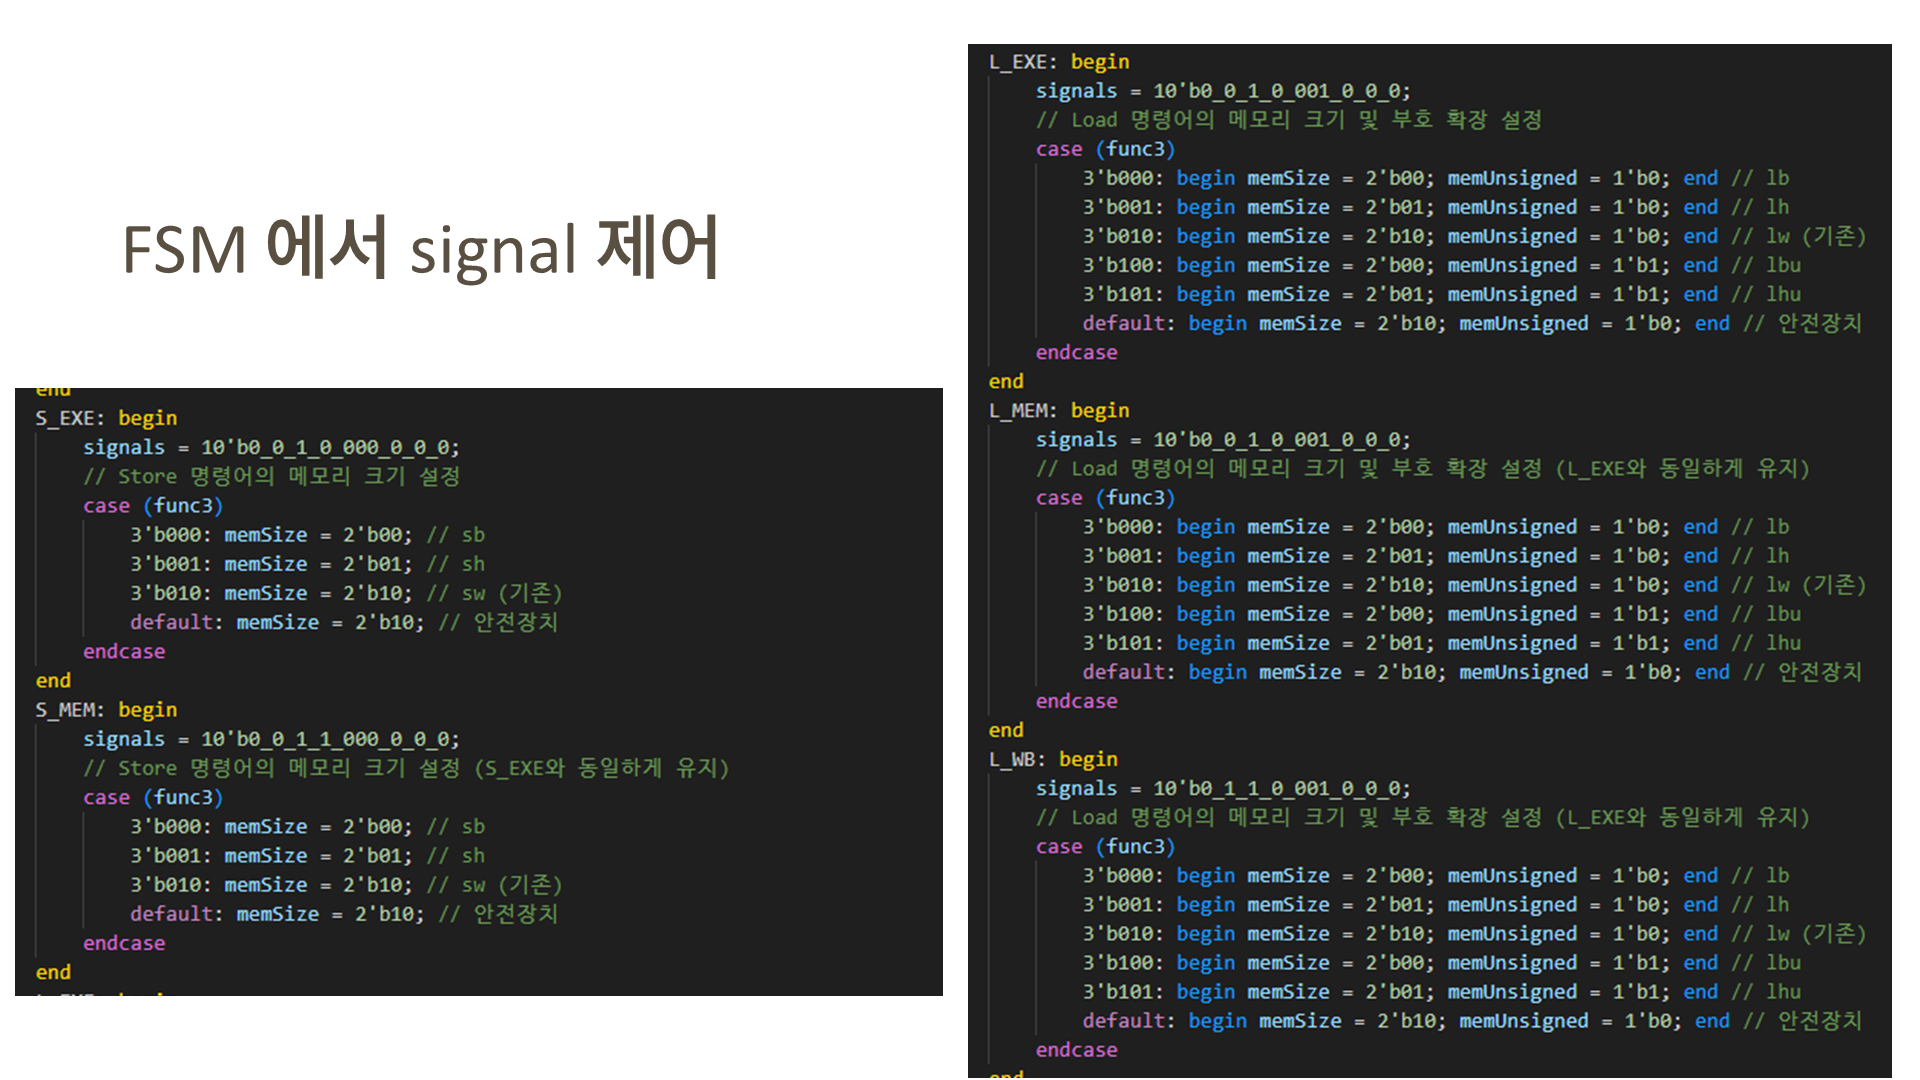 FSM 에서 signal 제어
end
S_EXE: begin
signals = 10'b0_0_1_0_000_0_0_0;
// Store 명령어의 메모리 크기 설정
case (func3)
3'b000: memSize = 2'b00; // sb
3'b001: memSize = 2'b01; // sh
3'b010: memSize = 2'b10; // sw (기존)
default: memSize = 2'b10; // 안전장치
endcase
end
S_MEM: begin
signals = 10'b0_0_1_1_000_0_0_0;
// Store 명령어의 메모리 크기 설정 (S_EXE와 동일하게 유지)
case (func3)
3'b000: memSize = 2'b00; // sb
3'b001: memSize = 2'b01; // sh
3'b010: memSize = 2'b10; // sw (기존)
default: memSize = 2'b10; // 안전장치
endcase
end
L_EXE: begin
signals = 10'b0_0_1_0_001_0_0_0;
// Load 명령어의 메모리 크기 및 부호 확장 설정
case (func3)
3'b000: begin memSize = 2'b00; memUnsigned = 1'b0; end // lb
3'b001: begin memSize = 2'b01; memUnsigned = 1'b0; end // lh
3'b010: begin memSize = 2'b10; memUnsigned = 1'b0; end // lw (기존)
3'b100: begin memSize = 2'b00; memUnsigned = 1'b1; end // lbu
3'b101: begin memSize = 2'b01; memUnsigned = 1'b1; end // lhu
default: begin memSize = 2'b10; memUnsigned = 1'b0; end // 안전장치
endcase
end
L_MEM: begin
signals = 10'b0_0_1_0_001_0_0_0;
// Load 명령어의 메모리 크기 및 부호 확장 설정 (L_EXE와 동일하게 유지)
case (func3)
3'b000: begin memSize = 2'b00; memUnsigned = 1'b0; end // lb
3'b001: begin memSize = 2'b01; memUnsigned = 1'b0; end // lh
3'b010: begin memSize = 2'b10; memUnsigned = 1'b0; end // lw (기존)
3'b100: begin memSize = 2'b00; memUnsigned = 1'b1; end // lbu
3'b101: begin memSize = 2'b01; memUnsigned = 1'b1; end // lhu
default: begin memSize = 2'b10; memUnsigned = 1'b0; end // 안전장치
endcase
end
L_WB: begin
signals = 10'b0_1_1_0_001_0_0_0;
// Load 명령어의 메모리 크기 및 부호 확장 설정 (L_EXE와 동일하게 유지)
case (func3)
3'b000: begin memSize = 2'b00; memUnsigned = 1'b0; end // lb
3'b001: begin memSize = 2'b01; memUnsigned = 1'b0; end // lh
3'b010: begin memSize = 2'b10; memUnsigned = 1'b0; end // lw (기존)
3'b100: begin memSize = 2'b00; memUnsigned = 1'b1; end // lbu
3'b101: begin memSize = 2'b01; memUnsigned = 1'b1; end // lhu
default: begin memSize = 2'b10; memUnsigned = 1'b0; end // 안전장치
endcase
end